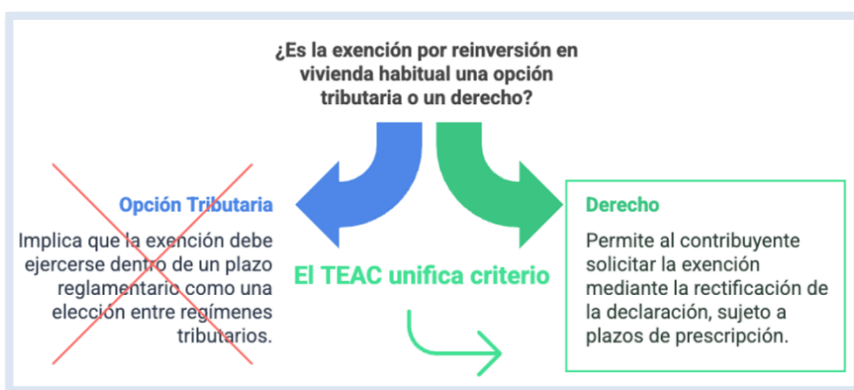 ¿Es la exención por reinversión en
vivienda habitual una opción
tributaria o un derecho?
Opción Tributaria
Implica que la exención debe
ejercerse dentro de un plazo
reglamentario como una
elección entre regímenes
tributarios.
El TEAC unifica criterio
Derecho
Permite al contribuyente
solicitar la exención
mediante la rectificación de
la declaración, sujeto a
plazos de prescripción.